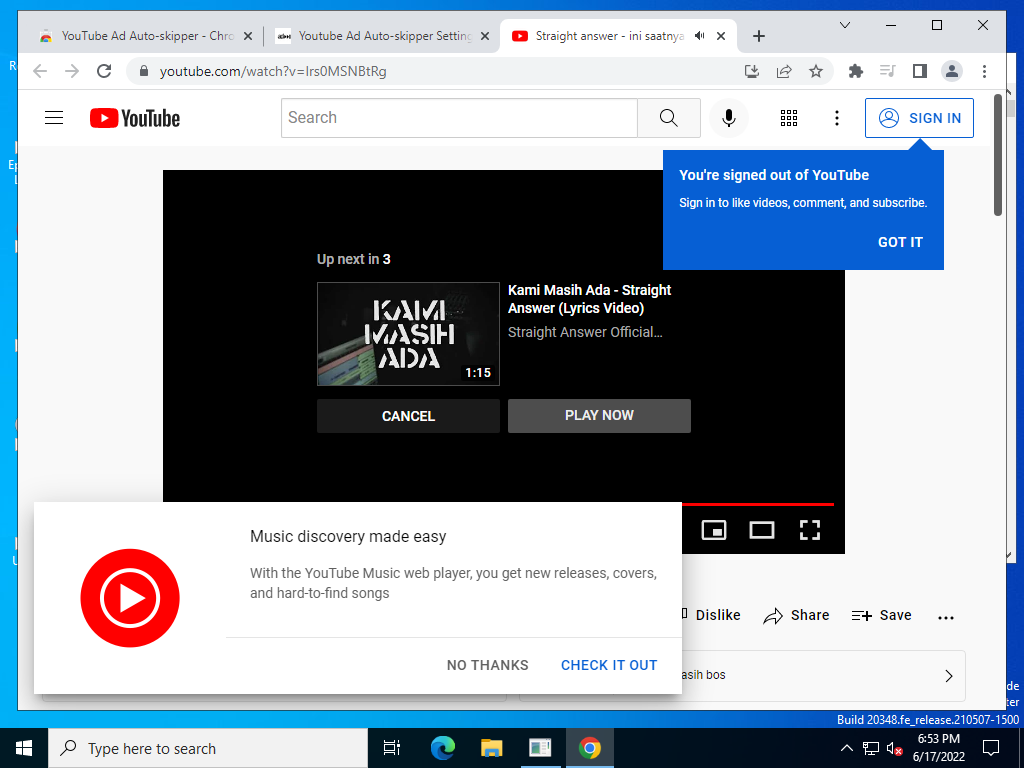 YouTube Ad Auto-skipper - Chro
Youtube Ad Auto-skipper Setting
Straight answer - ini saatnya
youtube.com/watch?v=Irs0MSNBtRg
YouTube
Search
SIGN IN
You're signed out of YouTube
Sign in to like videos, comment, and subscribe.
GOT IT
Up next in 3
KAMI
MASIH
ADA
1:15
Kami Masih Ada - Straight
Answer (Lyrics Video)
Straight Answer Official...
CANCEL
PLAY NOW
Music discovery made easy
With the YouTube Music web player, you get new releases, covers,
and hard-to-find songs
NO THANKS
CHECK IT OUT
Dislike
Share
Save
asih bos
Build 20348.fe_release.210507-1500
Type here to search
6:53 PM
6/17/2022